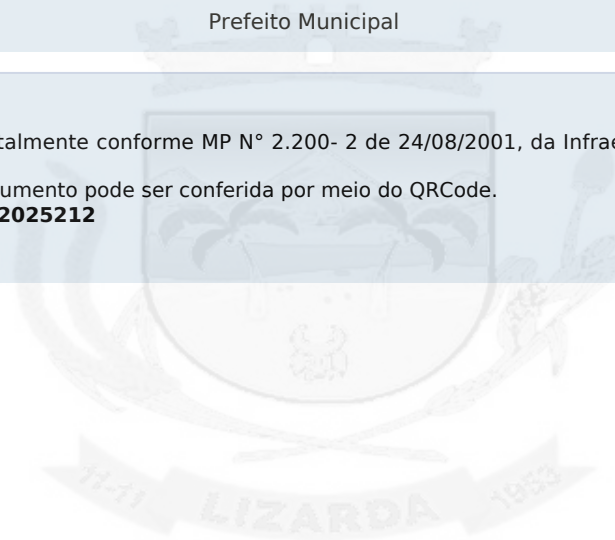 Prefeito Municipal
talmente conforme MP N° 2.200- 2 de 24/08/2001, da Infrae
umento pode ser conferida por meio do QRCode.
2025212
11-11 LIZARDA 1953